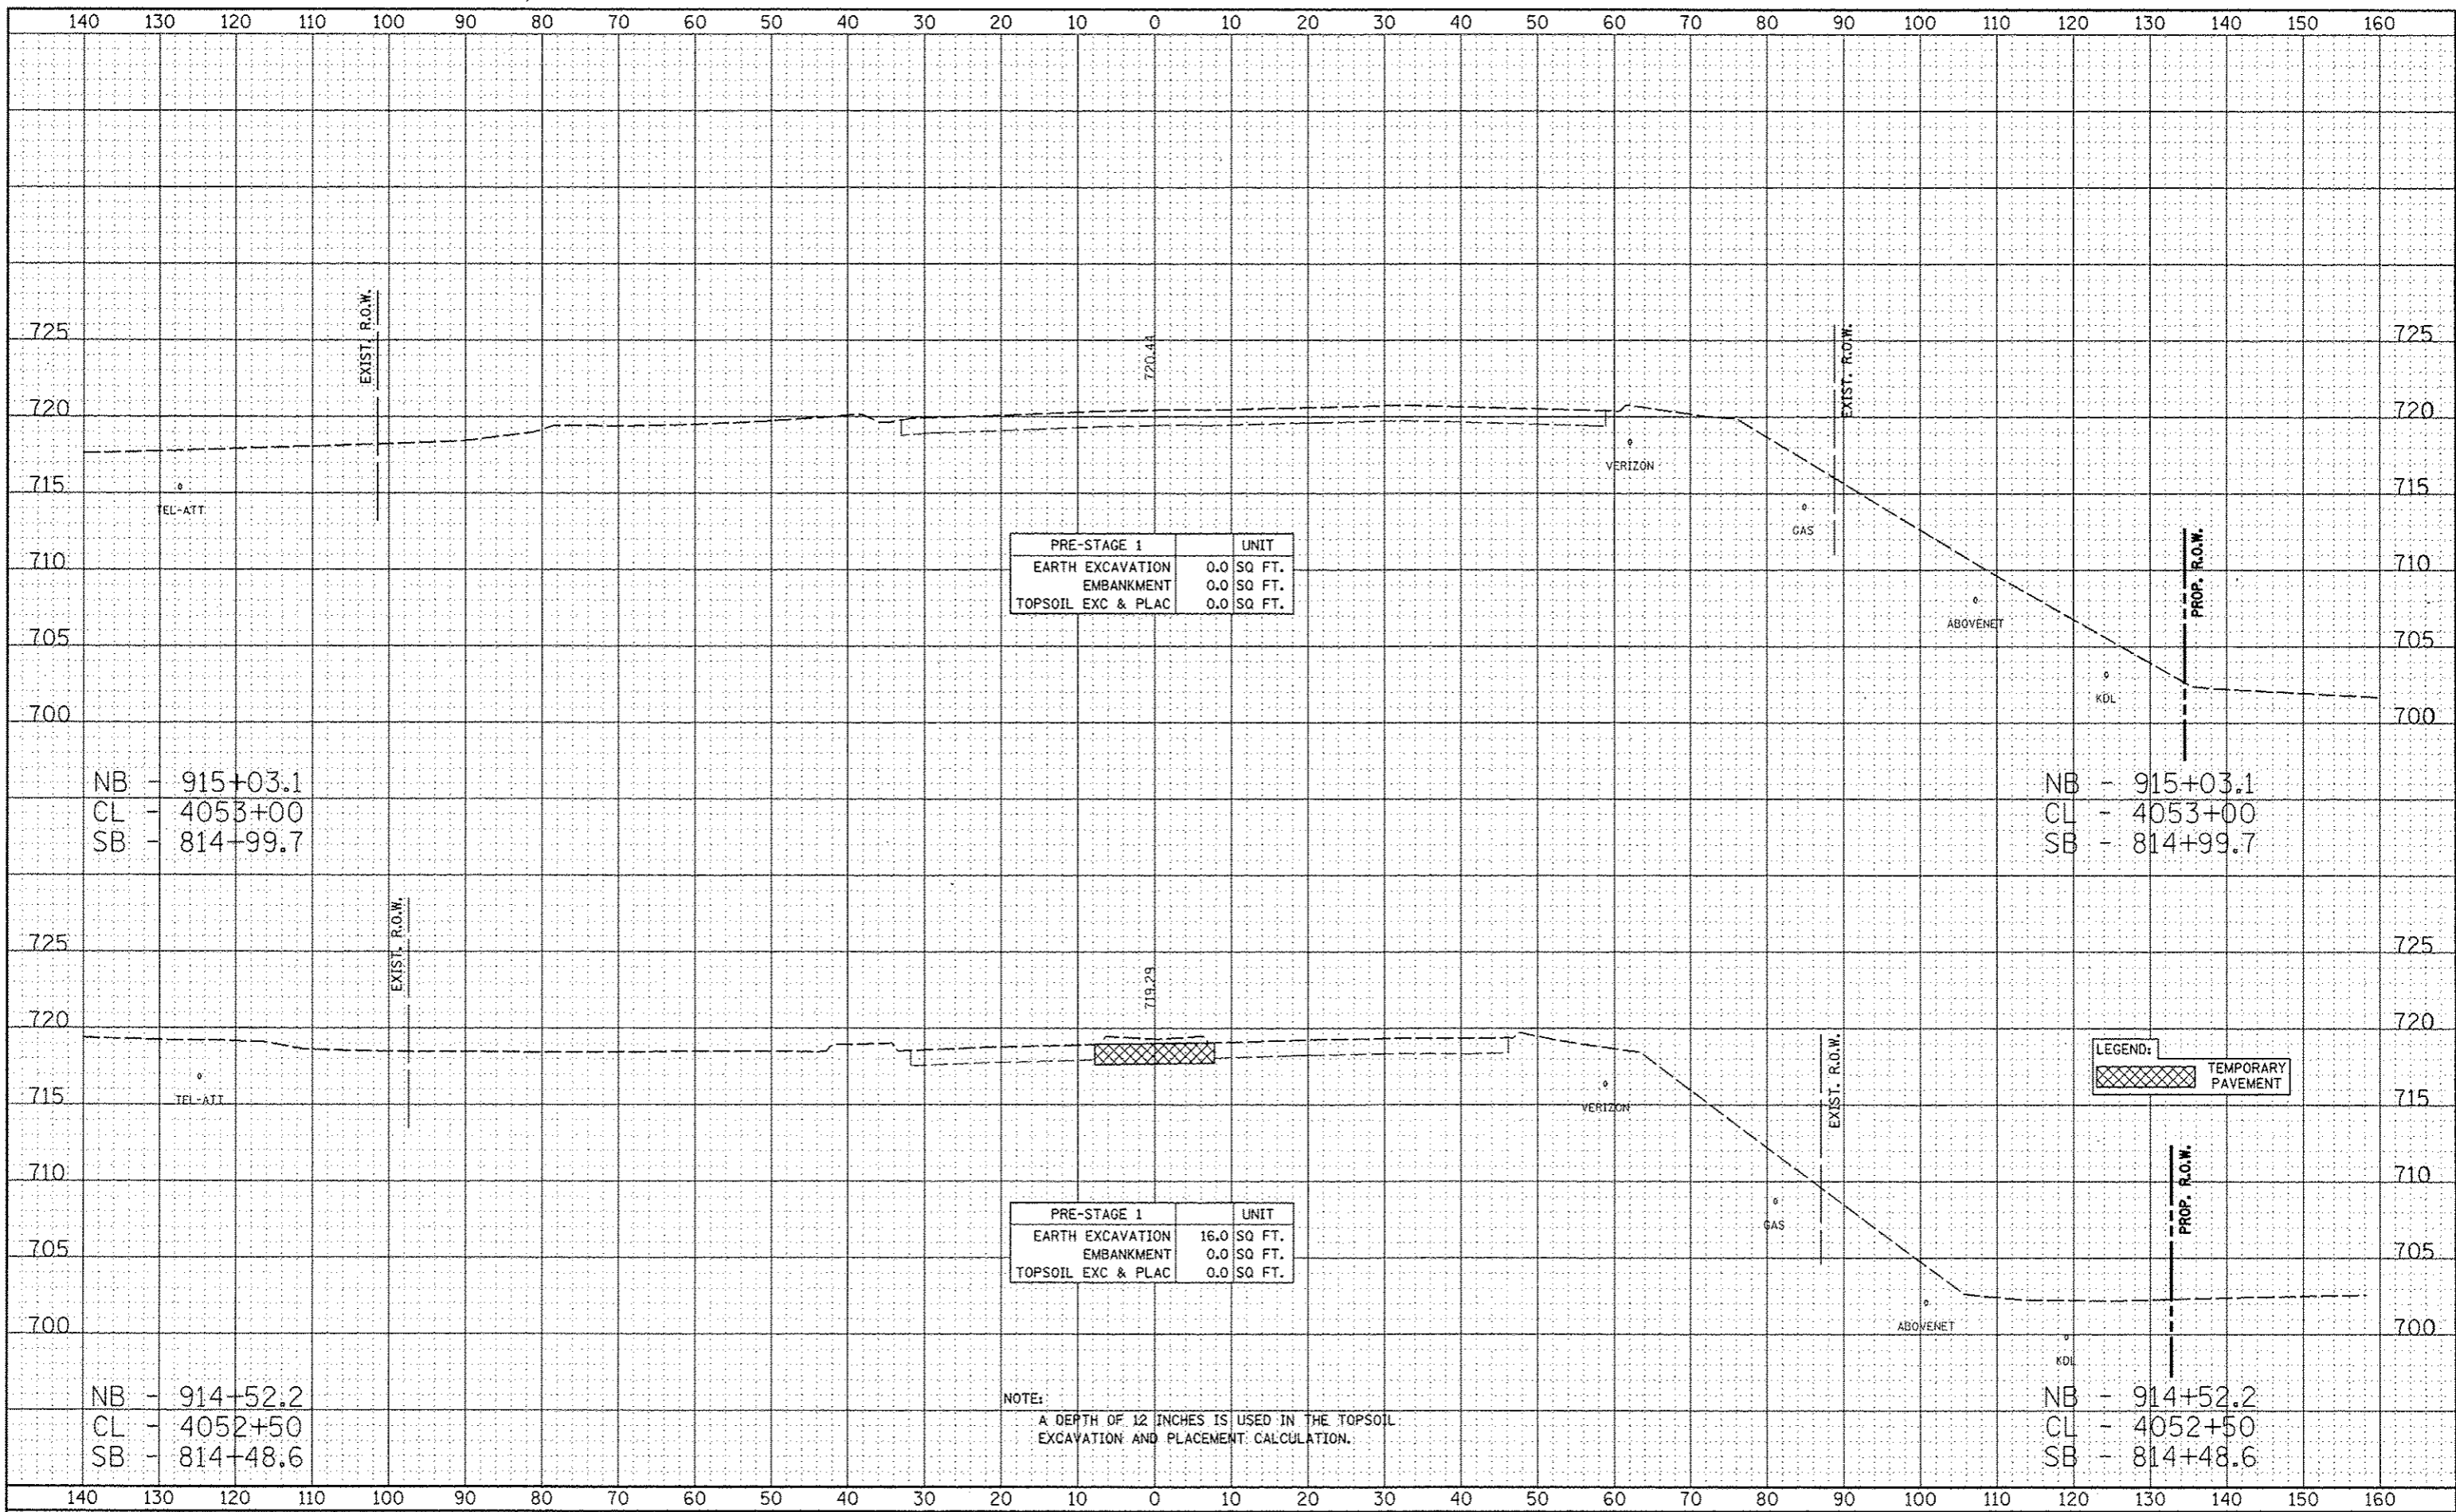 140 130 120 110 100 90 80 70 60 50 40 30 20 10 0 10 20 30 40 50 60 70 80 90 100 110 120 130 140 150 160
EXIST. R.O.W.
720.44
EXIST. R.O.W.
725 725
720 720
VERIZON
715 715
TEL-ATT
GAS
PRE-STAGE 1 UNIT
EARTH EXCAVATION 0.0 SQ FT.
EMBANKMENT 0.0 SQ FT.
TOPSOIL EXC & PLAC 0.0 SQ FT.
710 710
PROP. R.O.W.
ABOVENET
705 705
KDL
700 700
NB - 915+03.1
CL - 4053+00
SB - 814+99.7
NB - 915+03.1
CL - 4053+00
SB - 814+99.7
EXIST. R.O.W.
719.29
725 725
720 720
EXIST. R.O.W.
LEGEND:
TEMPORARY
PAVEMENT
715 715
TEL-ATT
VERIZON
710 710
PROP. R.O.W.
GAS
PRE-STAGE 1 UNIT
EARTH EXCAVATION 16.0 SQ FT.
EMBANKMENT 0.0 SQ FT.
TOPSOIL EXC & PLAC 0.0 SQ FT.
705 705
700 700
ABOVENET
KDL
NB - 914+52.2
CL - 4052+50
SB - 814+48.6
NOTE:
A DEPTH OF 12 INCHES IS USED IN THE TOPSOIL
EXCAVATION AND PLACEMENT CALCULATION.
NB - 914+52.2
CL - 4052+50
SB - 814+48.6
140 130 120 110 100 90 80 70 60 50 40 30 20 10 0 10 20 30 40 50 60 70 80 90 100 110 120 130 140 150 160